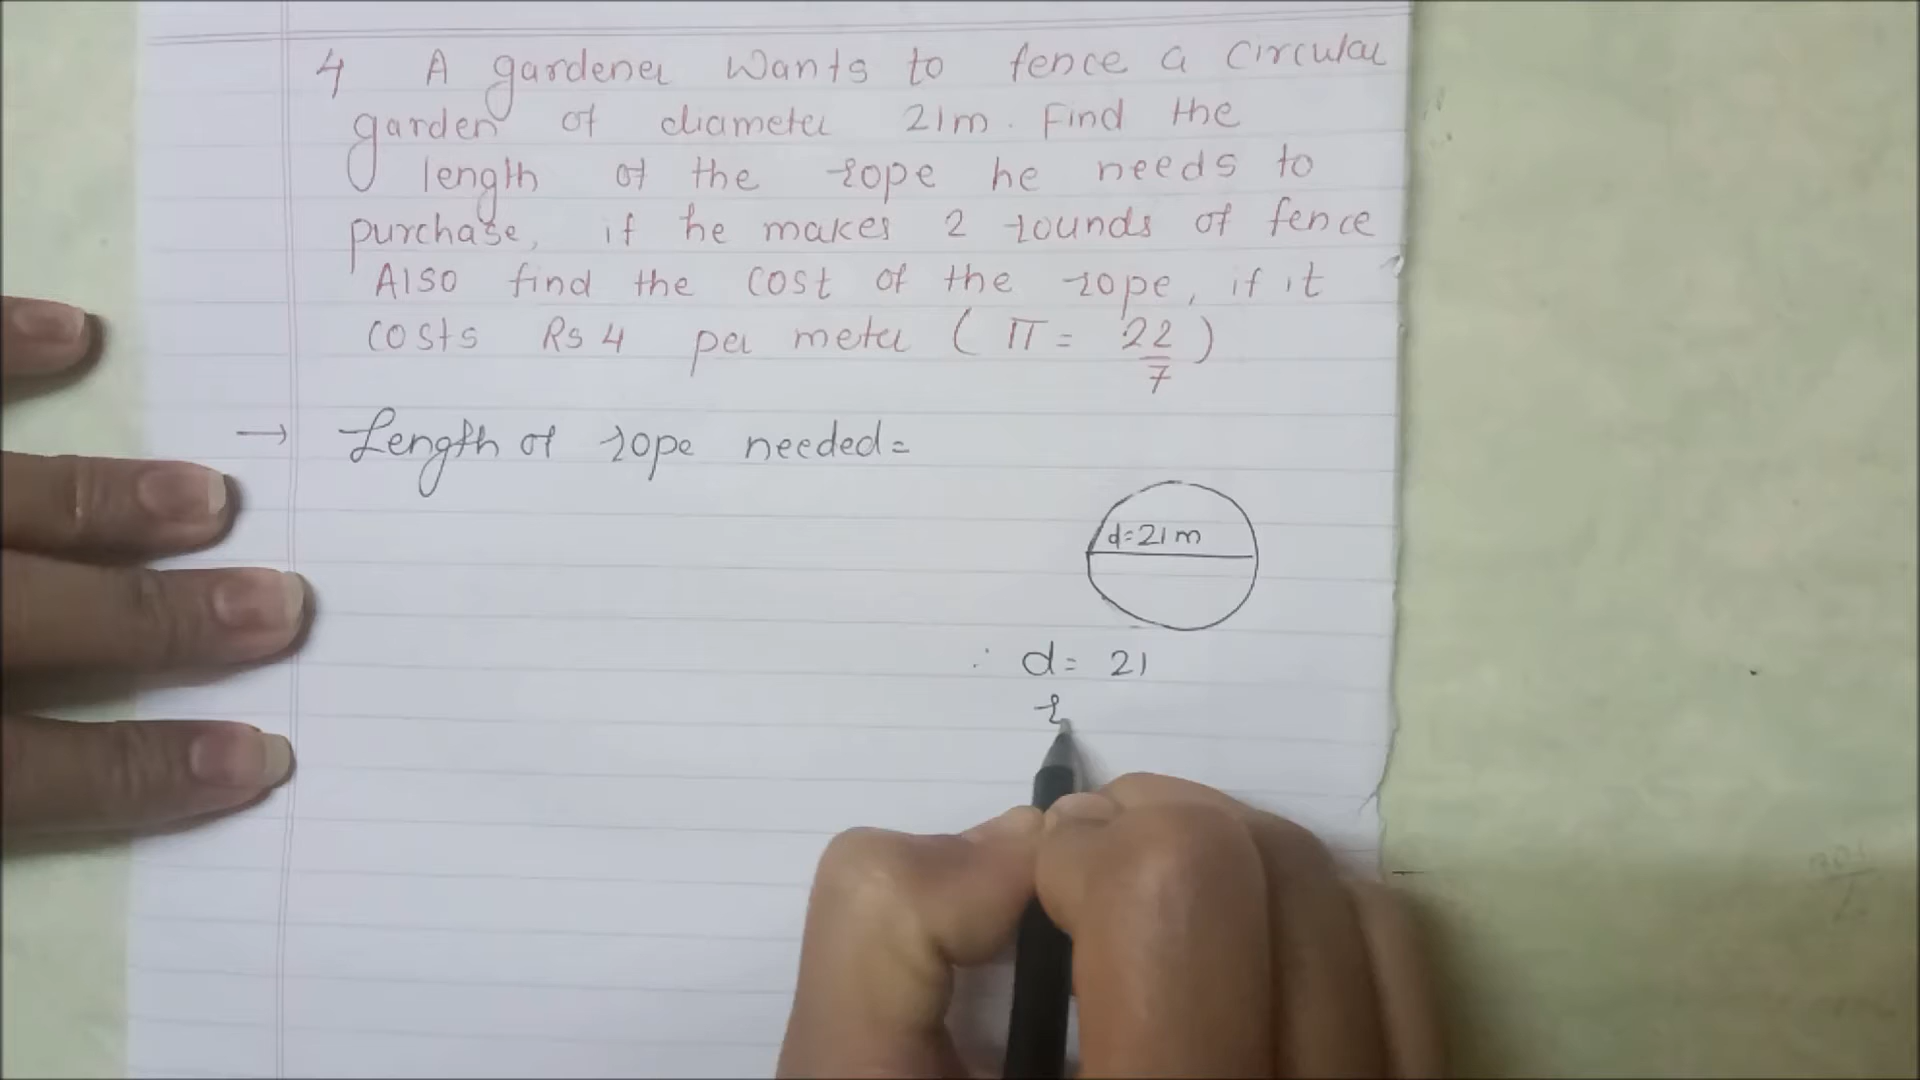 4 A gardener wants to fence a circular
garden of diameter 21m. Find the
length of the rope he needs to
purchase, if he makes 2 rounds of fence
Also find the cost of the rope, if it
costs Rs 4 per meter ( π = 22/7 )
→ Length of rope needed =
d=21m
∴ d = 21
r